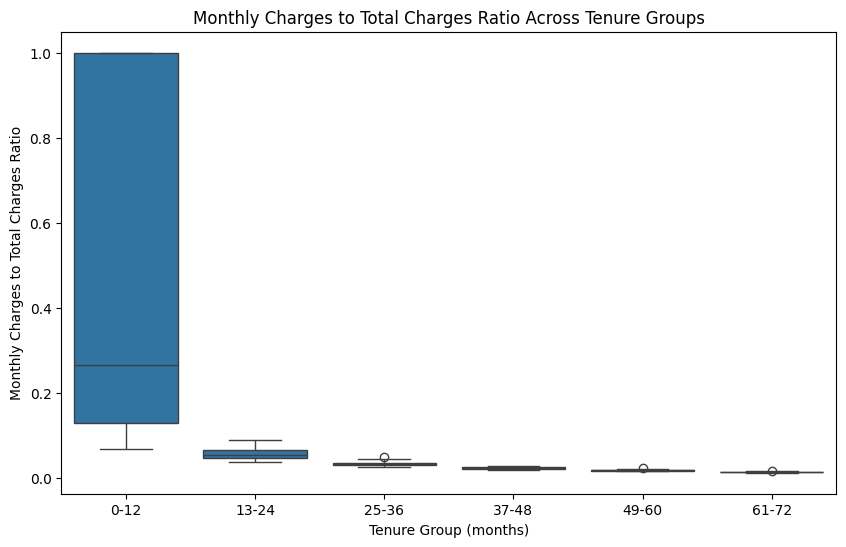 Monthly Charges to Total Charges Ratio Across Tenure Groups
Monthly Charges to Total Charges Ratio
1.0
0.8
0.6
0.4
0.2
0.0
0-12 13-24 25-36 37-48 49-60 61-72
Tenure Group (months)